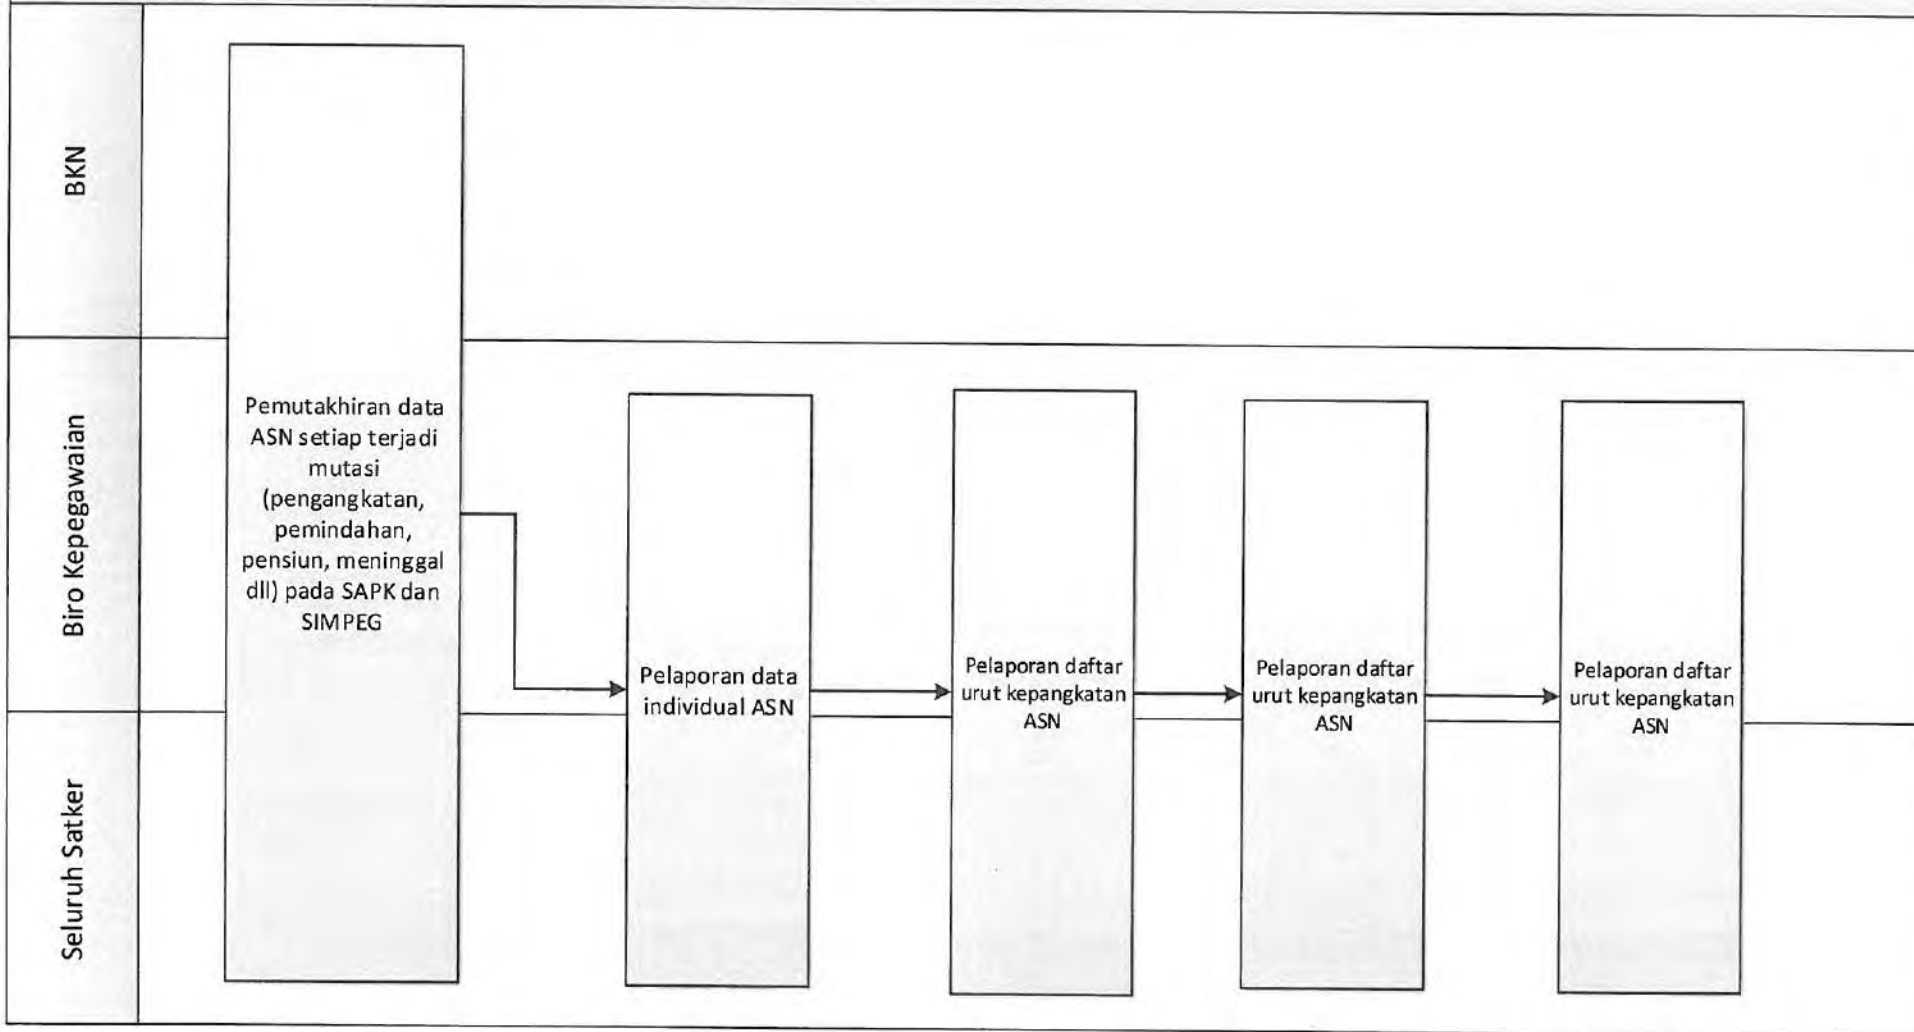 BKN
Biro Kepegawaian
Seluruh Satker
Pemutakhiran data
ASN setiap terjadi
mutasi
(pengangkatan,
pemindahan,
pensiun, meninggal
dll) pada SAPK dan
SIMPEG
Pelaporan data
individual ASN
Pelaporan daftar
urut kepangkatan
ASN
Pelaporan daftar
urut kepangkatan
ASN
Pelaporan daftar
urut kepangkatan
ASN